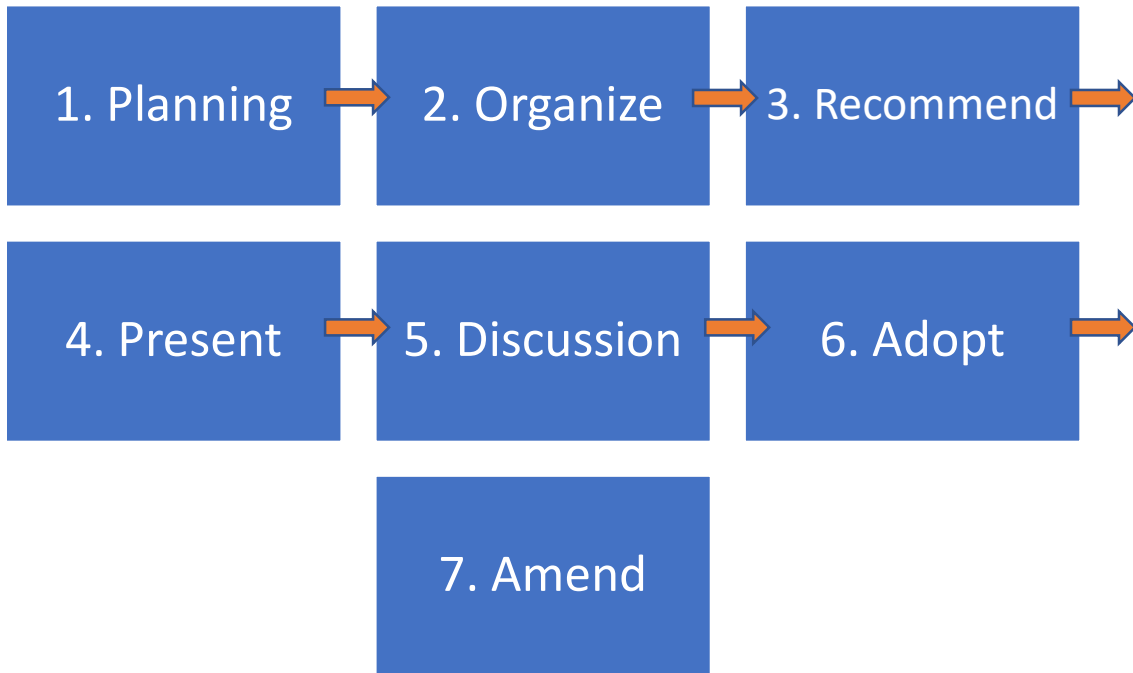 1. Planning
2. Organize
3. Recommend
4. Present
5. Discussion
6. Adopt
7. Amend